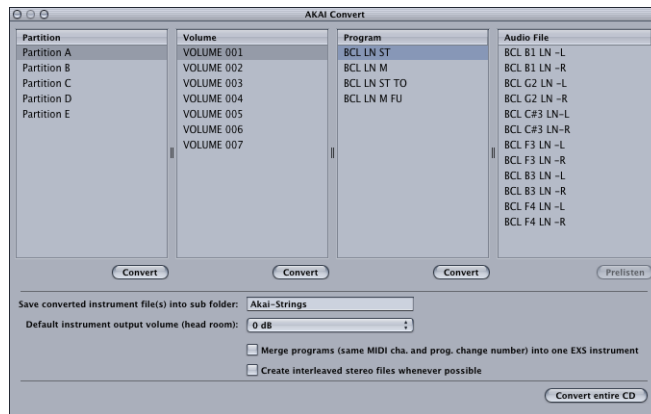 AKAI Convert
Partition
Partition A
Partition B
Partition C
Partition D
Partition E
Convert
Volume
VOLUME 001
VOLUME 002
VOLUME 003
VOLUME 004
VOLUME 005
VOLUME 006
VOLUME 007
Convert
Program
BCL LN ST
BCL LN M
BCL LN ST TO
BCL LN M FU
Convert
Audio File
BCL B1 LN -L
BCL B1 LN -R
BCL G2 LN -L
BCL G2 LN -R
BCL C#3 LN-L
BCL C#3 LN-R
BCL F3 LN -L
BCL F3 LN -R
BCL B3 LN -L
BCL B3 LN -R
BCL F4 LN -L
BCL F4 LN -R
Prelisten
Save converted instrument file(s) into sub folder: Akai-Strings
Default instrument output volume (head room): 0 dB
Merge programs (same MIDI cha. and prog. change number) into one EXS instrument
Create interleaved stereo files whenever possible
Convert entire CD